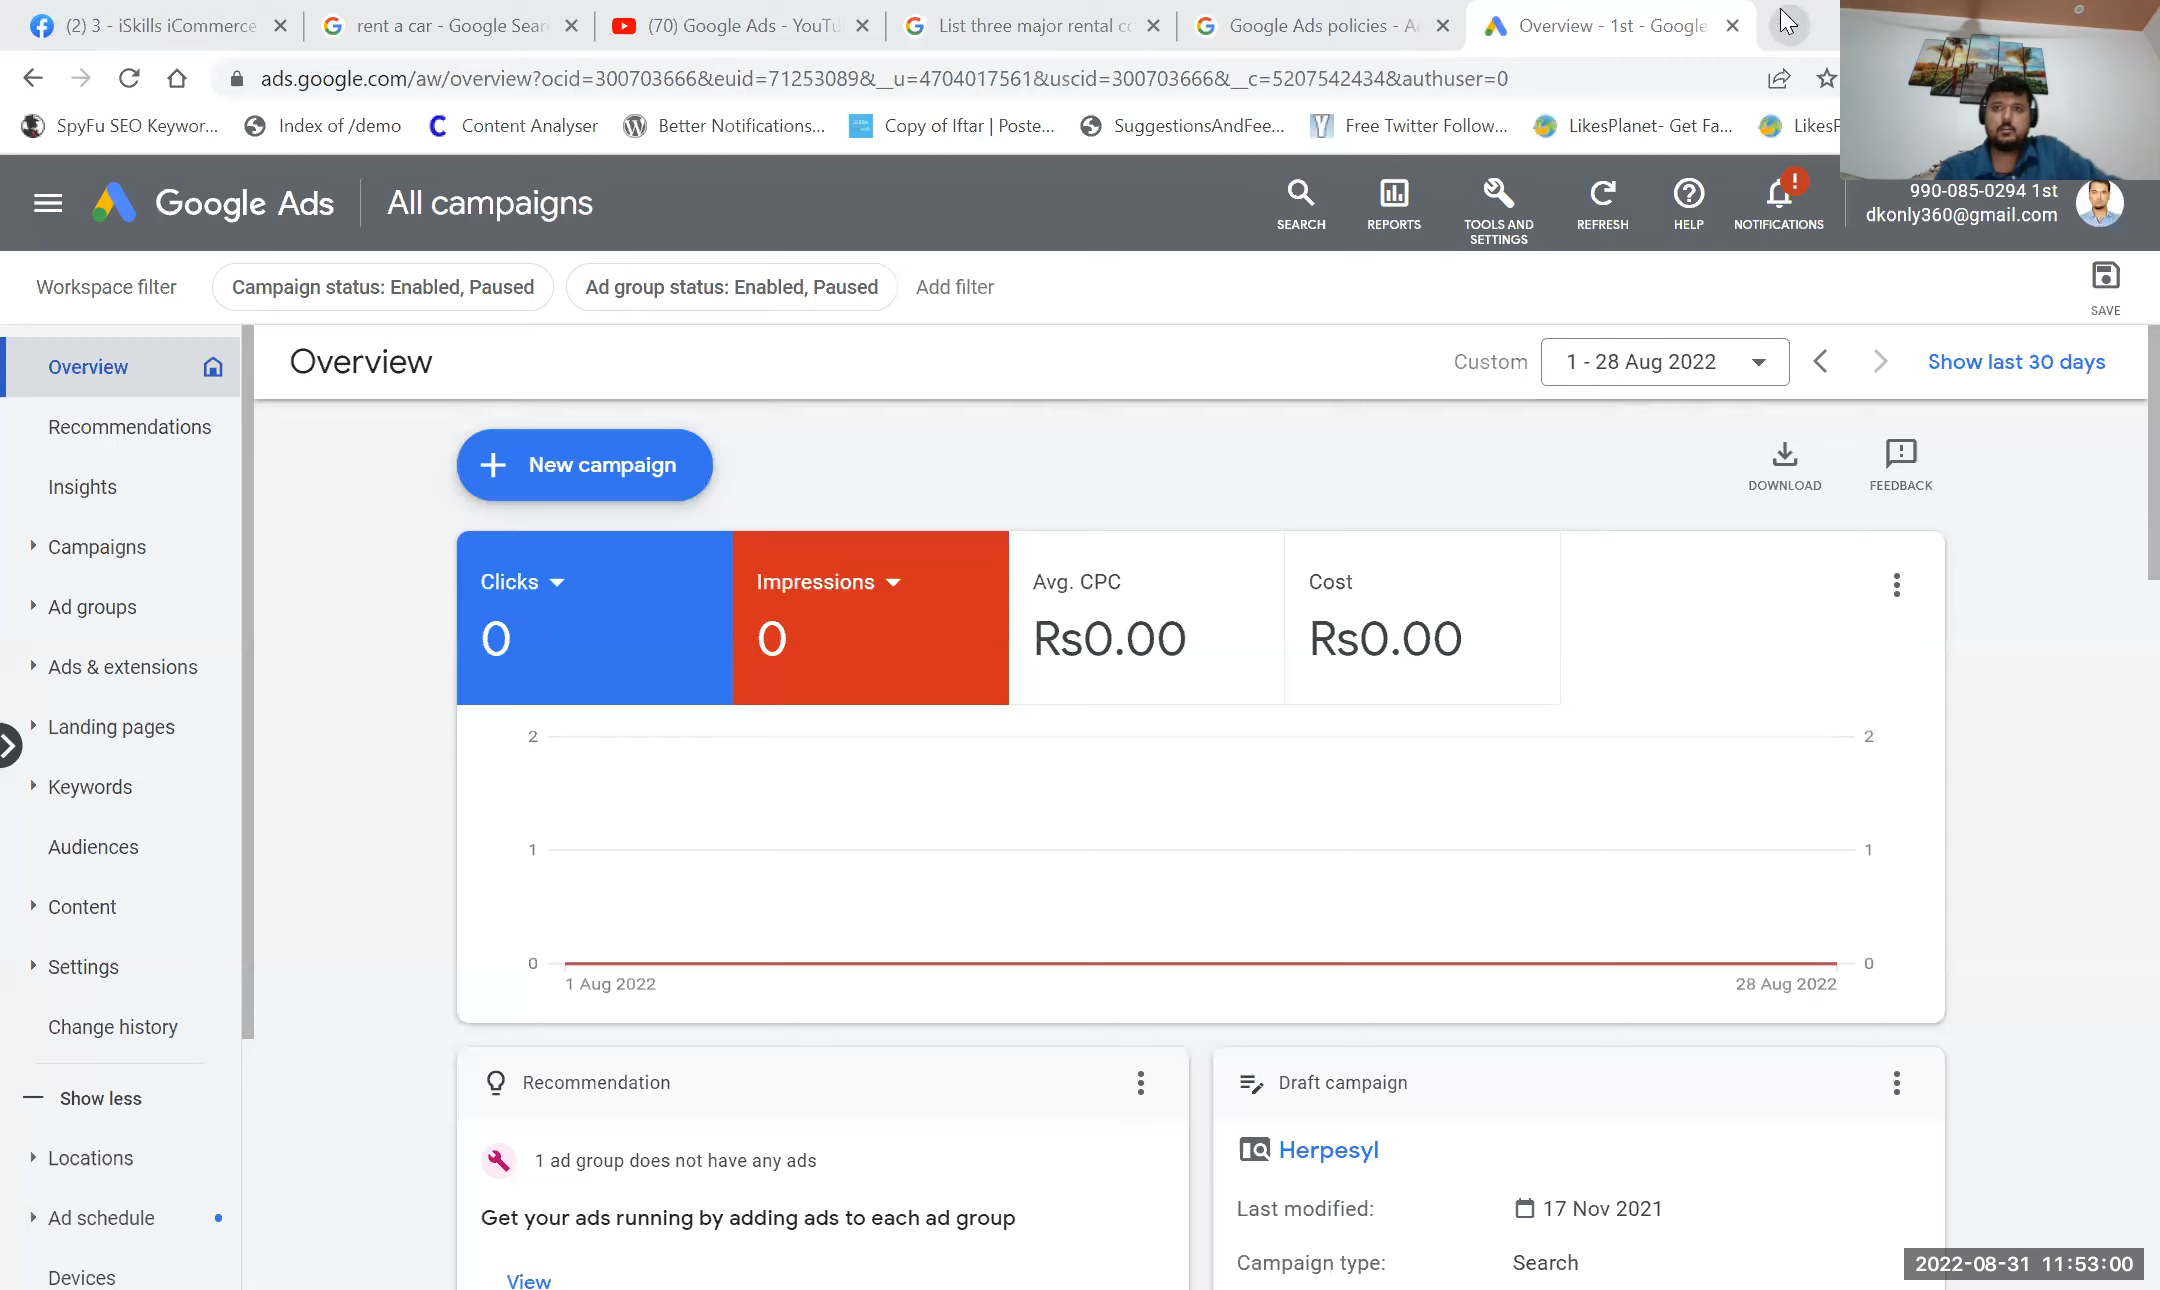 (2) 3 - iSkills iCommerce
rent a car - Google Sear
(70) Google Ads - YouTu
List three major rental co
Google Ads policies - A
Overview - 1st - Google
ads.google.com/aw/overview?ocid=300703666&euid=71253089&__u=4704017561&uscid=300703666&__c=5207542434&authuser=0
SpyFu SEO Keywor...
Index of /demo
Content Analyser
Better Notifications...
Copy of Iftar | Poste...
SuggestionsAndFee...
Free Twitter Follow...
LikesPlanet- Get Fa...
LikesP
Google Ads
All campaigns
SEARCH
REPORTS
TOOLS AND
SETTINGS
REFRESH
HELP
NOTIFICATIONS
990-085-0294 1st
dkonly360@gmail.com
Workspace filter
Campaign status: Enabled, Paused
Ad group status: Enabled, Paused
Add filter
SAVE
Overview
Recommendations
Insights
Campaigns
Ad groups
Ads & extensions
Landing pages
Keywords
Audiences
Content
Settings
Change history
Show less
Locations
Ad schedule
Devices
Overview
Custom
1 - 28 Aug 2022
Show last 30 days
New campaign
DOWNLOAD
FEEDBACK
Clicks
0
Impressions
0
Avg. CPC
Rs0.00
Cost
Rs0.00
2
2
1
1
0
0
1 Aug 2022
28 Aug 2022
Recommendation
1 ad group does not have any ads
Get your ads running by adding ads to each ad group
View
Draft campaign
Herpesyl
Last modified:
17 Nov 2021
Campaign type:
Search
2022-08-31 11:53:00